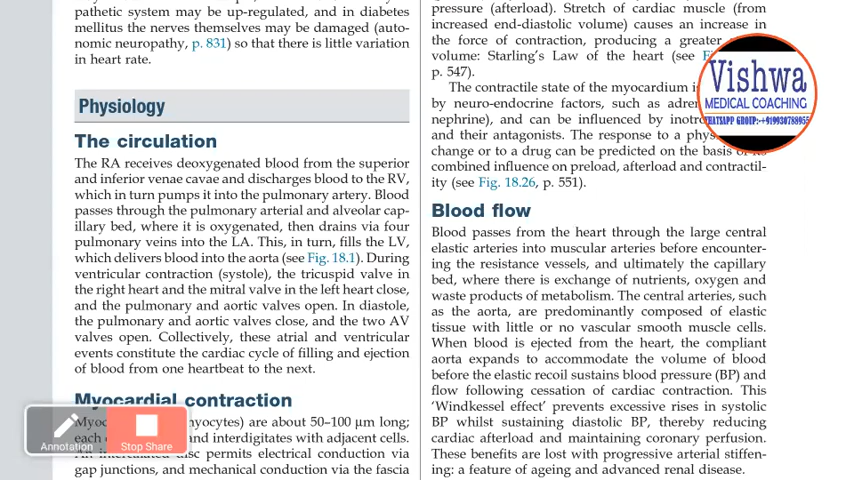 pathetic system may be up-regulated, and in diabetes
mellitus the nerves themselves may be damaged (auto-
nomic neuropathy, p. 831) so that there is little variation
in heart rate.
Physiology
The circulation
The RA receives deoxygenated blood from the superior
and inferior venae cavae and discharges blood to the RV,
which in turn pumps it into the pulmonary artery. Blood
passes through the pulmonary arterial and alveolar cap-
illary bed, where it is oxygenated, then drains via four
pulmonary veins into the LA. This, in turn, fills the LV,
which delivers blood into the aorta (see Fig. 18.1). During
ventricular contraction (systole), the tricuspid valve in
the right heart and the mitral valve in the left heart close,
and the pulmonary and aortic valves open. In diastole,
the pulmonary and aortic valves close, and the two AV
valves open. Collectively, these atrial and ventricular
events constitute the cardiac cycle of filling and ejection
of blood from one heartbeat to the next.
Myocardial contraction
are about 50–100 µm long;
each and interdigitates with adjacent cells.
permits electrical conduction via
gap junctions, and mechanical conduction via the fascia
Annotation
Stop Share
pressure (afterload). Stretch of cardiac muscle (from
increased end-diastolic volume) causes an increase in
the force of contraction, producing a greater
volume: Starling's Law of the heart (see
p. 547).
The contractile state of the myocardium
by neuro-endocrine factors, such as
nephrine), and can be influenced by
and their antagonists. The response to a
change or to a drug can be predicted on the basis of its
combined influence on preload, afterload and contractil-
ity (see Fig. 18.26, p. 551).
Blood flow
Blood passes from the heart through the large central
elastic arteries into muscular arteries before encounter-
ing the resistance vessels, and ultimately the capillary
bed, where there is exchange of nutrients, oxygen and
waste products of metabolism. The central arteries, such
as the aorta, are predominantly composed of elastic
tissue with little or no vascular smooth muscle cells.
When blood is ejected from the heart, the compliant
aorta expands to accommodate the volume of blood
before the elastic recoil sustains blood pressure (BP) and
flow following cessation of cardiac contraction. This
'Windkessel effect' prevents excessive rises in systolic
BP whilst sustaining diastolic BP, thereby reducing
cardiac afterload and maintaining coronary perfusion.
These benefits are lost with progressive arterial stiffen-
ing: a feature of ageing and advanced renal disease.
Vishwa
MEDICAL COACHING
WHATSAPP GROUP:-+919930788955